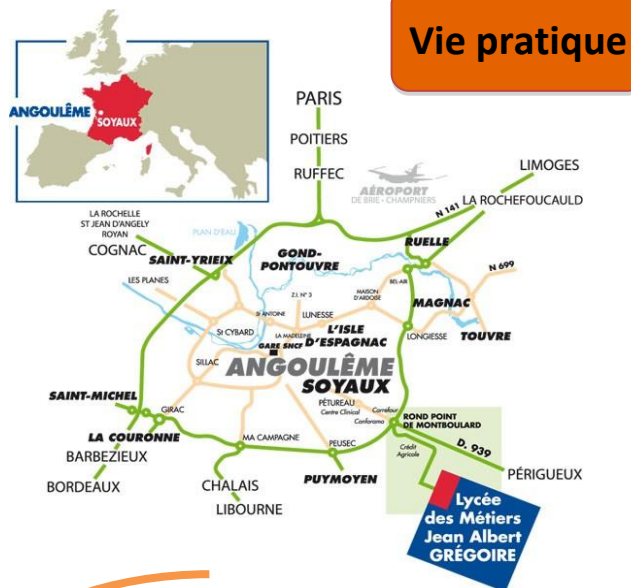 Vie pratique
ANGOULÊME
SOYAUX
PARIS
POITIERS
RUFFEC
AÉROPORT
DE BRIE - CHAMPNIERS
LIMOGES
LA ROCHEFOUCAULD
N 141
LA ROCHELLE
ST JEAN D'ANGELY
ROYAN
COGNAC
PLAN D'EAU
SAINT-YRIEIX
GOND-
PONTOUVRE
RUELLE
LES PLANES
BEL-AIR
N 699
Z.I. N° 3
MAISON
D'ARDOISE
MAGNAC
ST ANTOINE
LUNESSE
St CYBARD
LA MADELEINE
L'ISLE
D'ESPAGNAC
LONGIESSE
TOUVRE
GARE SNCF
SILLAC
ANGOULÊME
SOYAUX
SAINT-MICHEL
GIRAC
PÉTUREAU
Centre Clinical
Carrefour
Conforama
ROND POINT
DE MONTBOULARD
LA COURONNE
MA CAMPAGNE
PEUSEC
Crédit
Agricole
D. 939
BARBEZIEUX
PÉRIGUEUX
BORDEAUX
CHALAIS
PUYMOYEN
LIBOURNE
Lycée
des Métiers
Jean Albert
GRÉGOIRE